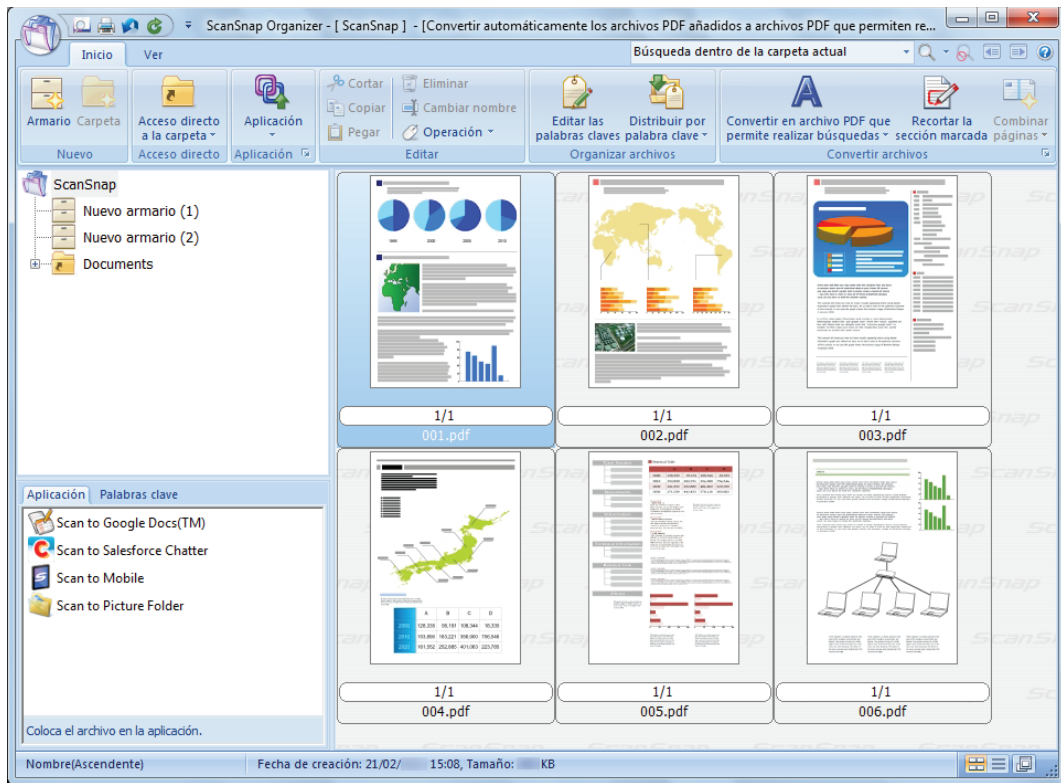 ScanSnap Organizer - [ ScanSnap ] - [Convertir automáticamente los archivos PDF añadidos a archivos PDF que permiten re...
Inicio Ver
Búsqueda dentro de la carpeta actual
Armario
Carpeta
Nuevo
Acceso directo
a la carpeta
Acceso directo
Aplicación
Aplicación
Cortar
Copiar
Pegar
Eliminar
Cambiar nombre
Operación
Editar
Editar las
palabras claves
Distribuir por
palabra clave
Organizar archivos
Convertir en archivo PDF que
permite realizar búsquedas
Recortar la
sección marcada
Combinar
páginas
Convertir archivos
ScanSnap
Nuevo armario (1)
Nuevo armario (2)
Documents
1/1
001.pdf
1/1
002.pdf
1/1
003.pdf
1/1
004.pdf
1/1
005.pdf
1/1
006.pdf
Aplicación Palabras clave
Scan to Google Docs(TM)
Scan to Salesforce Chatter
Scan to Mobile
Scan to Picture Folder
Coloca el archivo en la aplicación.
Nombre(Ascendente)
Fecha de creación: 21/02/ 15:08, Tamaño: KB